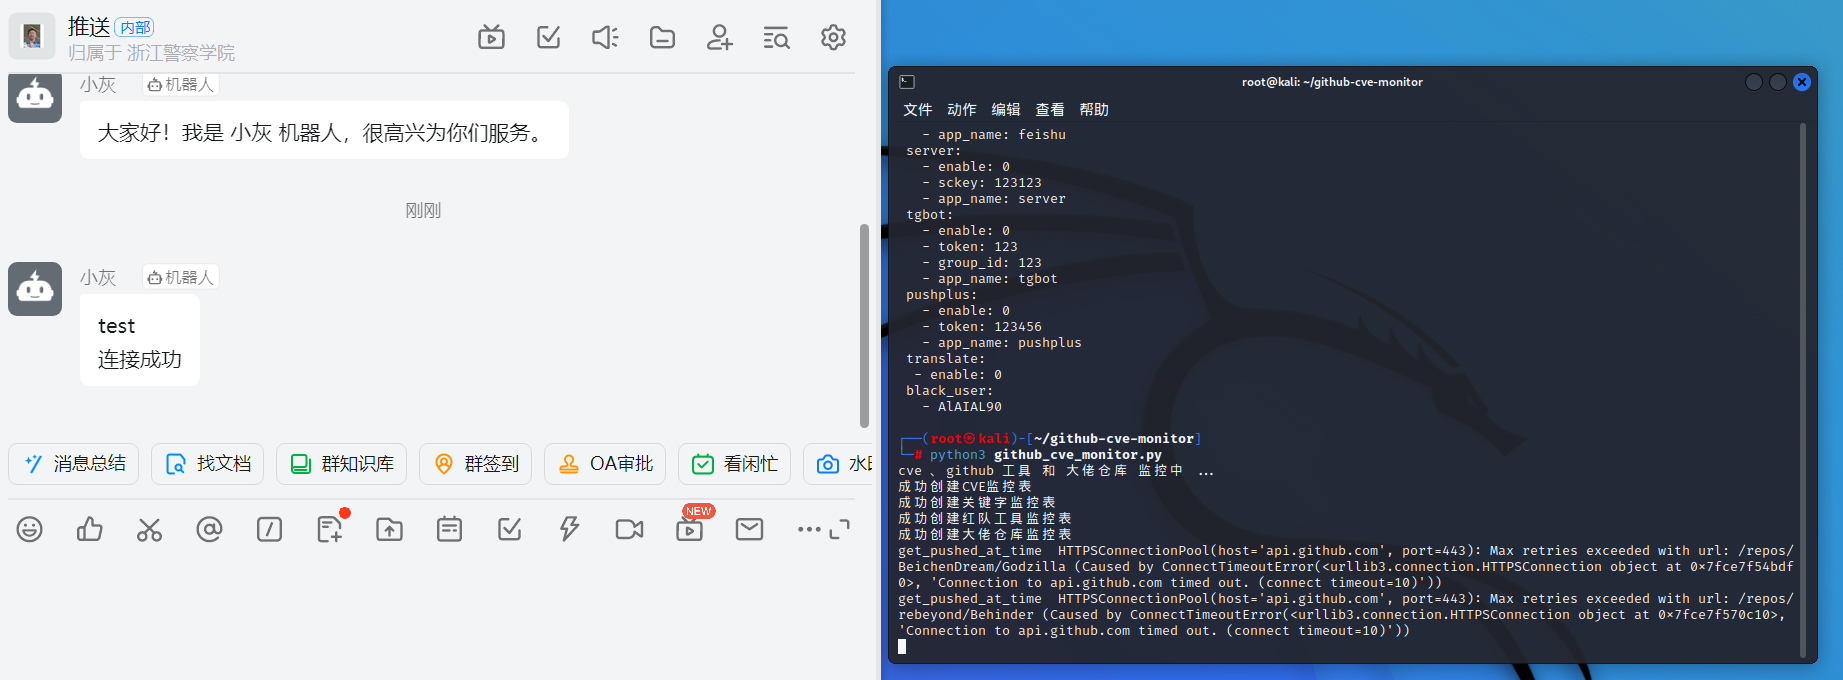 推送 内部
归属于 浙江警察学院
小灰 机器人
大家好！我是 小灰 机器人，很高兴为你们服务。
刚刚
小灰 机器人
test
连接成功
消息总结 找文档 群知识库 群签到 OA审批 看闲忙
NEW
root@kali: ~/github-cve-monitor
文件 动作 编辑 查看 帮助
- app_name: feishu
server:
- enable: 0
- sckey: 123123
- app_name: server
tgbot:
- enable: 0
- token: 123
- group_id: 123
- app_name: tgbot
pushplus:
- enable: 0
- token: 123456
- app_name: pushplus
translate:
- enable: 0
black_user:
- AlAIAL90
┌──(root㉿kali)-[~/github-cve-monitor]
└─# python3 github_cve_monitor.py
cve 、github 工具 和 大佬仓库 监控中 ...
成功创建CVE监控表
成功创建关键字监控表
成功创建红队工具监控表
成功创建大佬仓库监控表
get_pushed_at_time  HTTPSConnectionPool(host='api.github.com', port=443): Max retries exceeded with url: /repos/
BeichenDream/Godzilla (Caused by ConnectTimeoutError(<urllib3.connection.HTTPSConnection object at 0×7fce7f54bdf
0>, 'Connection to api.github.com timed out. (connect timeout=10)'))
get_pushed_at_time  HTTPSConnectionPool(host='api.github.com', port=443): Max retries exceeded with url: /repos/
rebeyond/Behinder (Caused by ConnectTimeoutError(<urllib3.connection.HTTPSConnection object at 0×7fce7f570c10>,
'Connection to api.github.com timed out. (connect timeout=10)'))